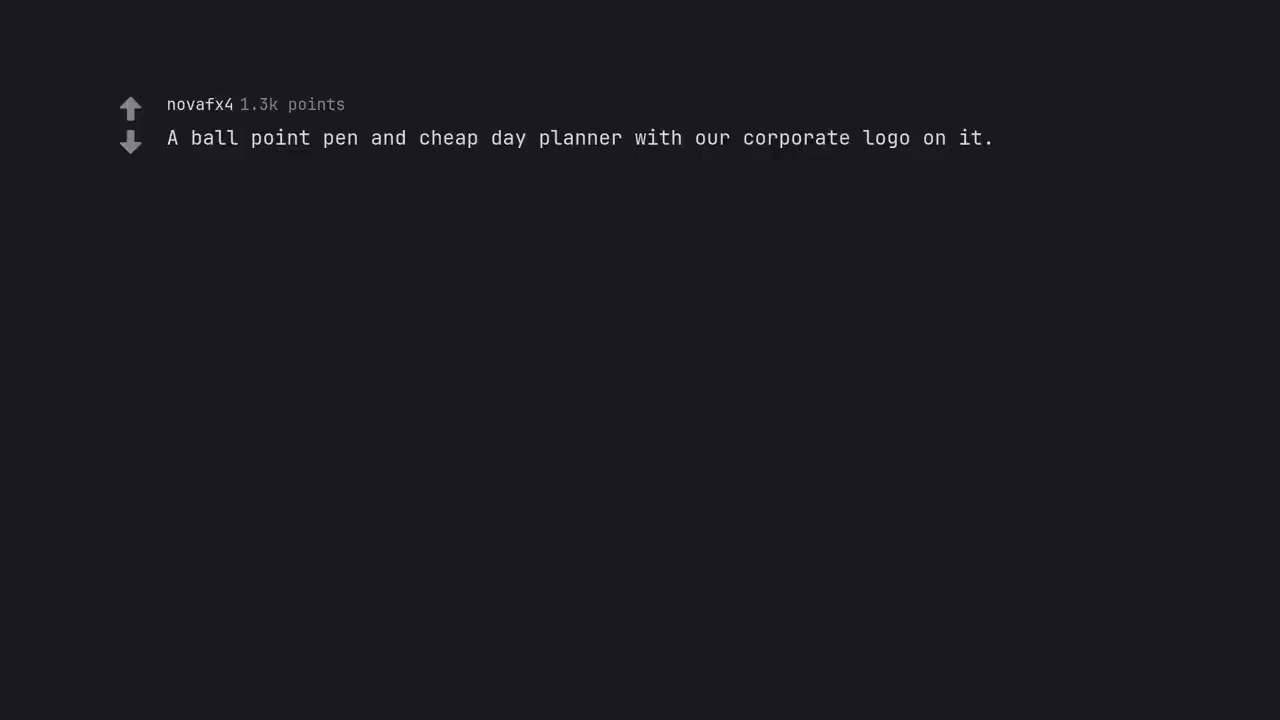 novafx4 1.3k points
A ball point pen and cheap day planner with our corporate logo on it.